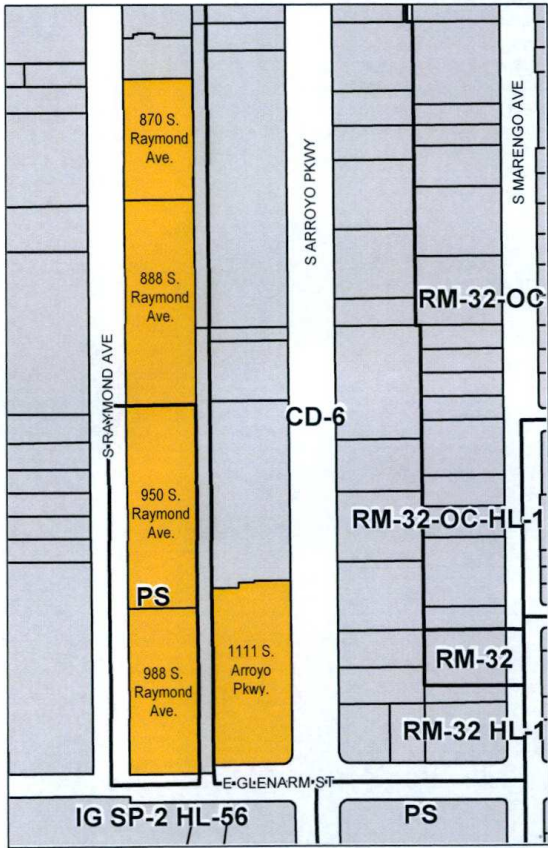 870 S.
Raymond
Ave.
S ARROYO PKWY
S MARENGO AVE
888 S.
Raymond
Ave.
RM-32-OC
S RAYMOND AVE
CD-6
950 S.
Raymond
Ave.
RM-32-OC-HL-1
PS
988 S.
Raymond
Ave.
1111 S.
Arroyo
Pkwy.
RM-32
RM-32 HL-1
E GLENARM ST
IG SP-2 HL-56
PS